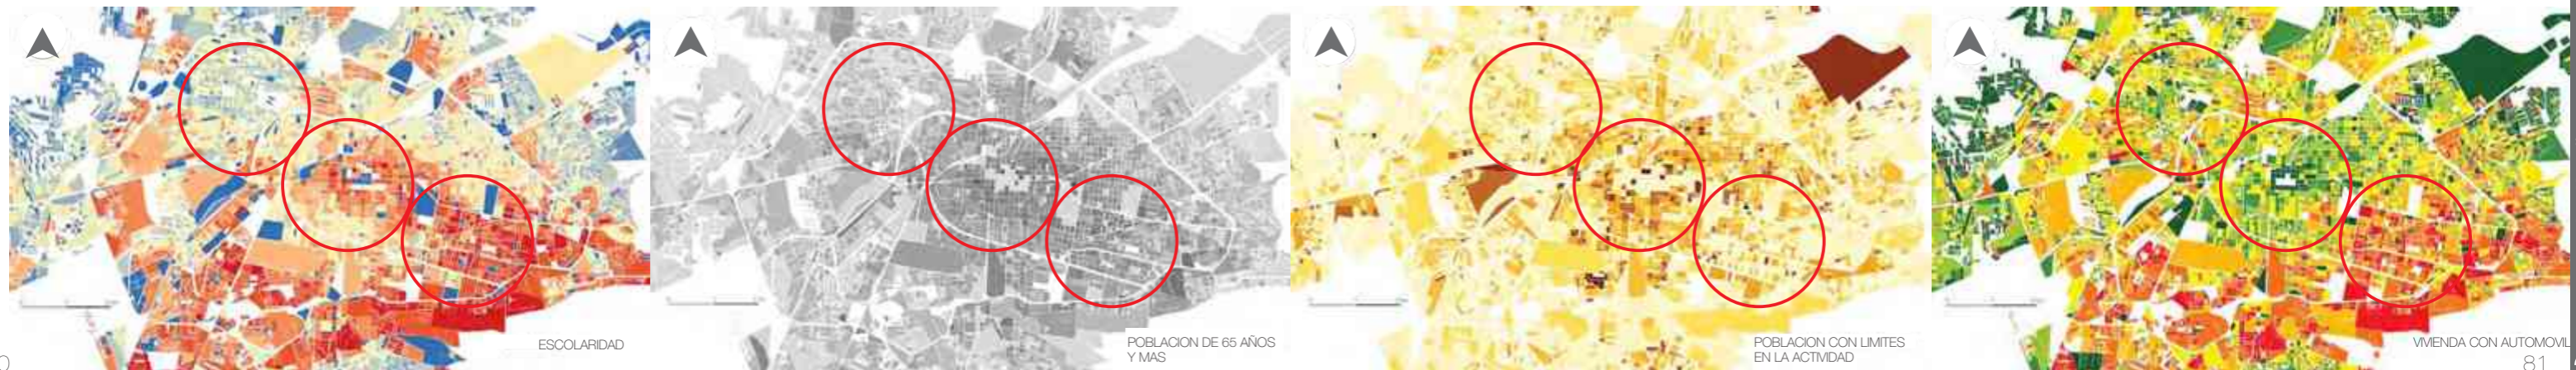 ESCOLARIDAD
POBLACION DE 65 AÑOS
Y MAS
POBLACION CON LIMITES
EN LA ACTIVIDAD
VIVIENDA CON AUTOMOVIL
81